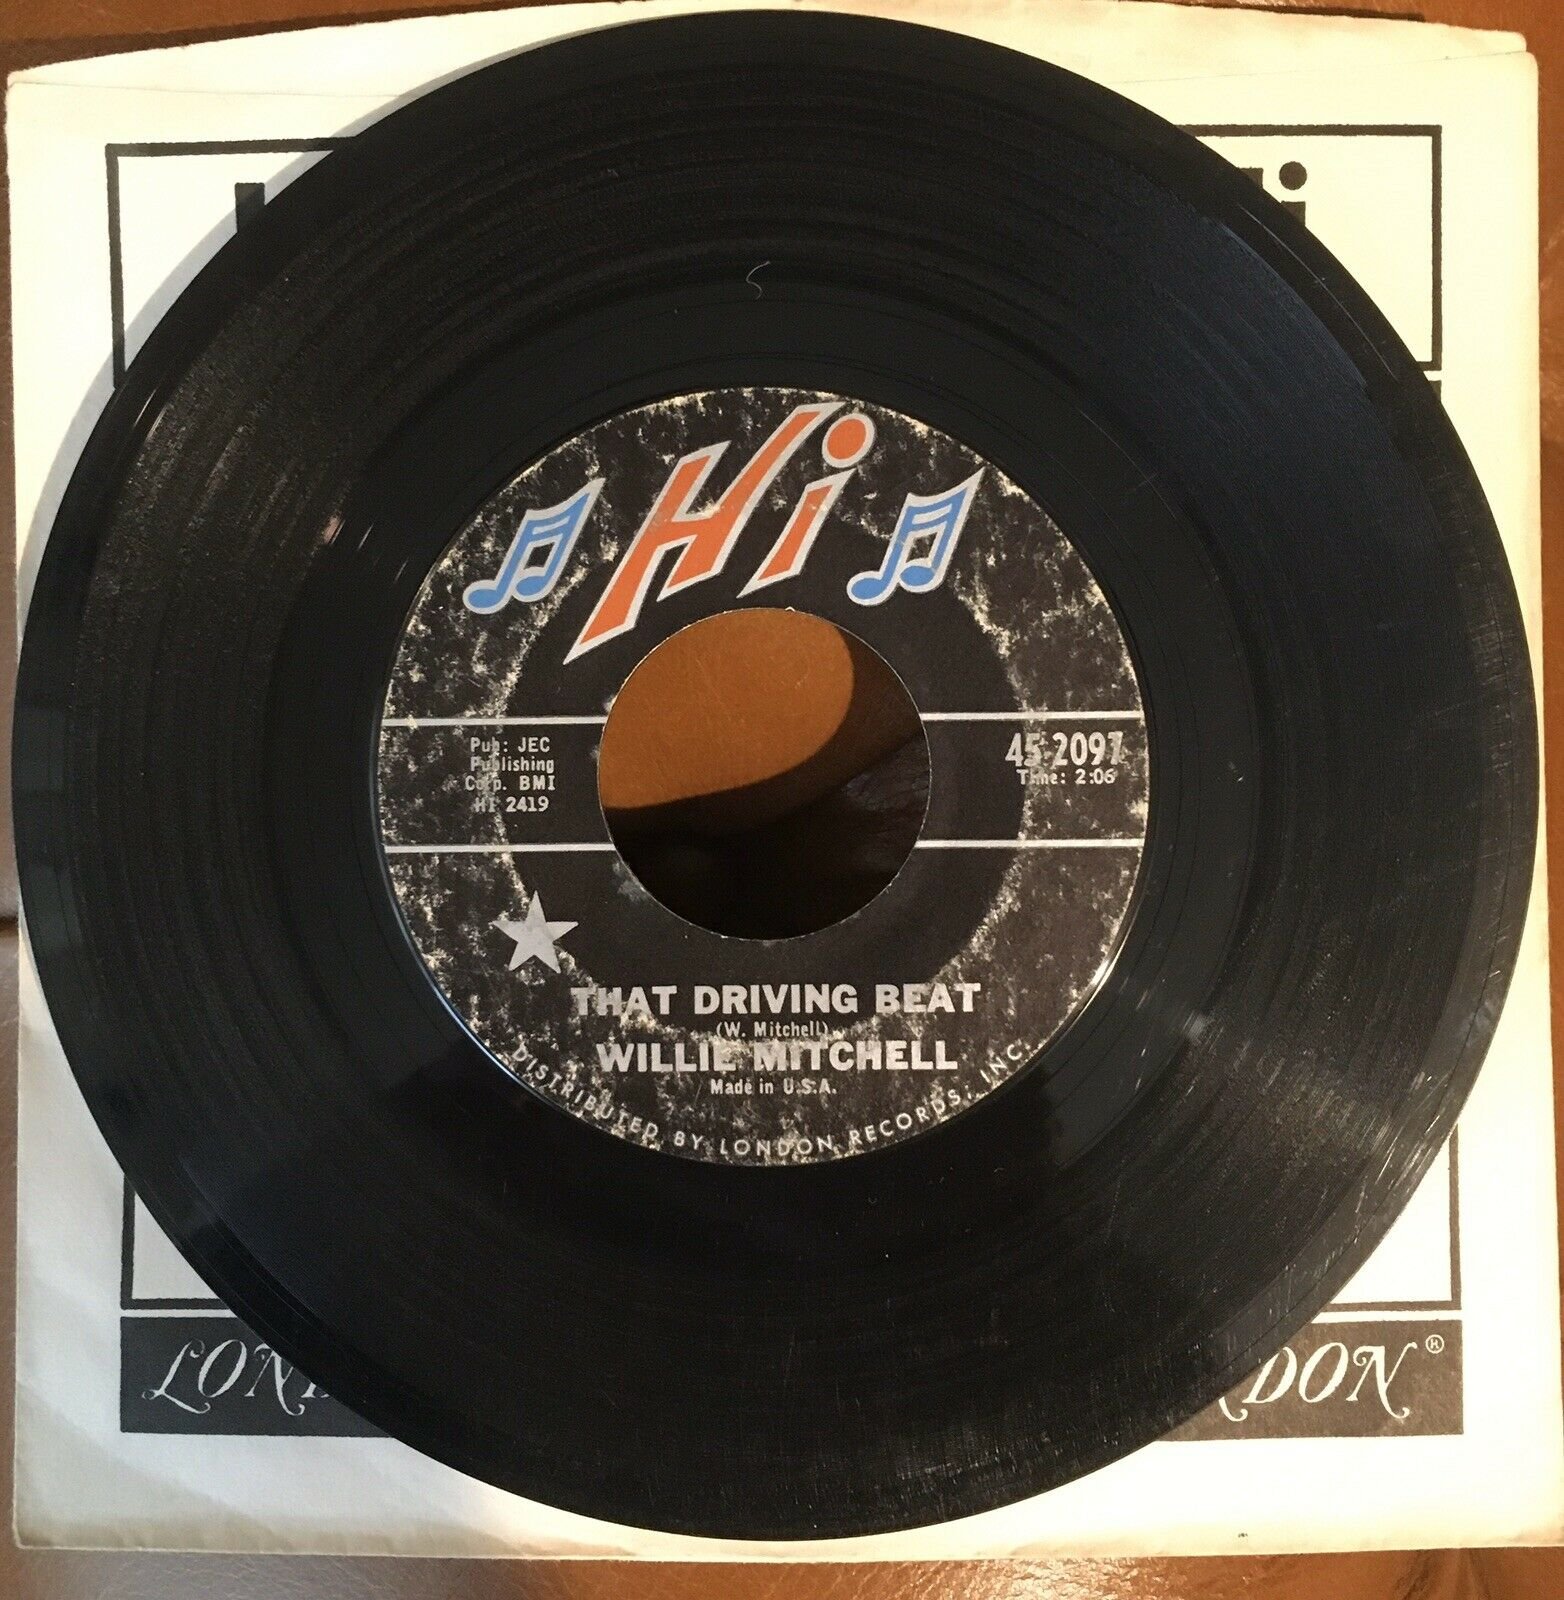 Hi
Pub: JEC
Publishing
Corp. BMI
HI 2419
45-2097
Time: 2:06
THAT DRIVING BEAT
(W. Mitchell)
WILLIE MITCHELL
Made in U.S.A.
DISTRIBUTED BY LONDON RECORDS, INC.